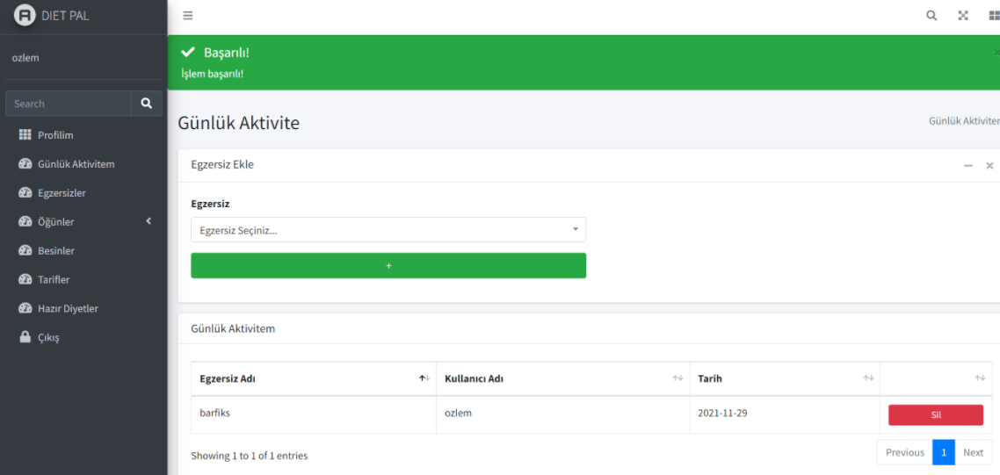 DIET PAL
ozlem
Search
Profilim
Günlük Aktivitem
Egzersizler
Öğünler
Besinler
Tarifler
Hazır Diyetler
Çıkış
Başarılı!
İşlem başarılı!
Günlük Aktivite
Günlük Aktivitem
Egzersiz Ekle
Egzersiz
Egzersiz Seçiniz...
+
Günlük Aktivitem
Egzersiz Adı Kullanıcı Adı Tarih
barfiks ozlem 2021-11-29 Sil
Showing 1 to 1 of 1 entries
Previous 1 Next